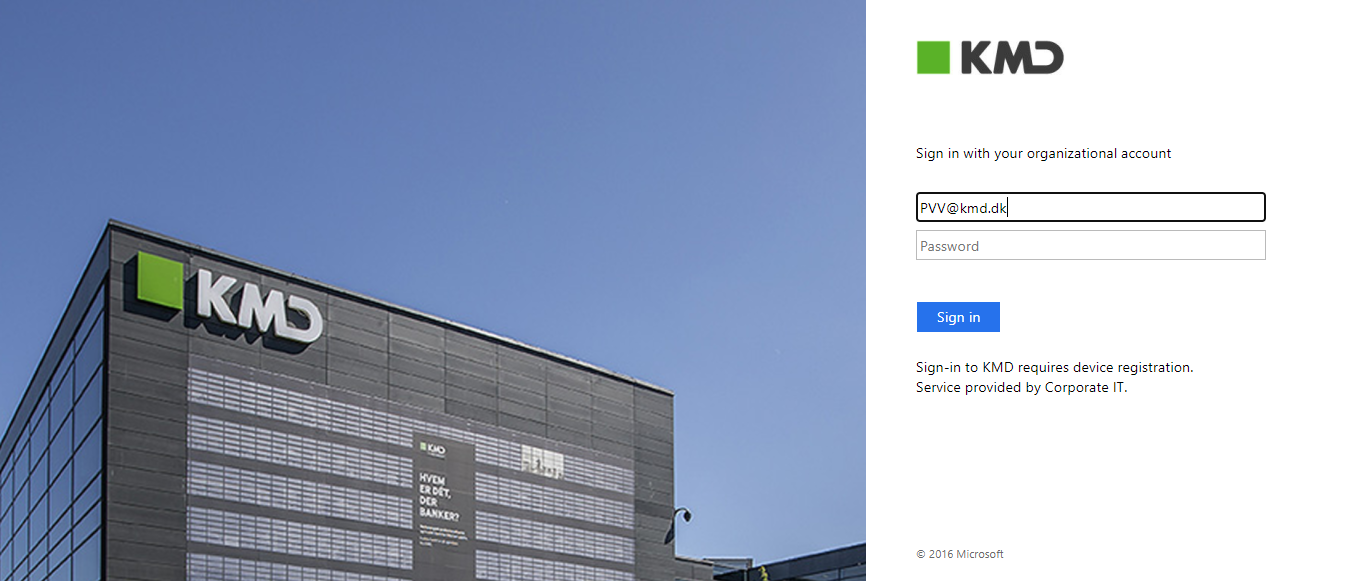 KMD
Sign in with your organizational account
PVV@kmd.dk
Password
Sign in
Sign-in to KMD requires device registration.
Service provided by Corporate IT.
© 2016 Microsoft
KMD
KMD
HVEM
ER DÉT,
DER
BANKER?